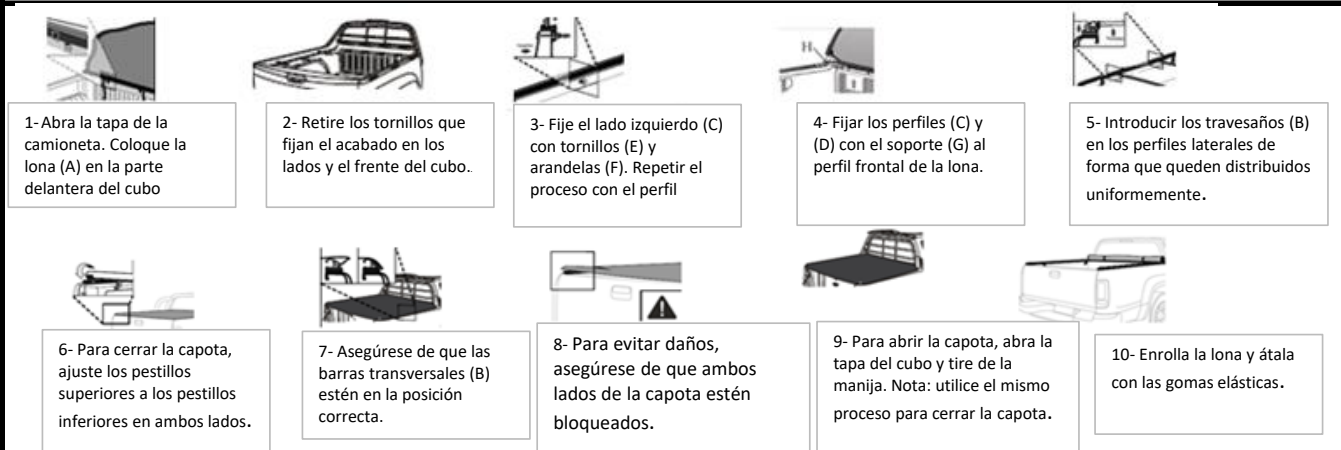 H
1- Abra la tapa de la
camioneta. Coloque la
lona (A) en la parte
delantera del cubo
2- Retire los tornillos que
fijan el acabado en los
lados y el frente del cubo.
3- Fije el lado izquierdo (C)
con tornillos (E) y
arandelas (F). Repetir el
proceso con el perfil
4- Fijar los perfiles (C) y
(D) con el soporte (G) al
perfil frontal de la lona.
5- Introducir los travesaños (B)
en los perfiles laterales de
forma que queden distribuidos
uniformemente.
6- Para cerrar la capota,
ajuste los pestillos
superiores a los pestillos
inferiores en ambos lados.
7- Asegúrese de que las
barras transversales (B)
estén en la posición
correcta.
8- Para evitar daños,
asegúrese de que ambos
lados de la capota estén
bloqueados.
9- Para abrir la capota, abra la
tapa del cubo y tire de la
manija. Nota: utilice el mismo
proceso para cerrar la capota.
10- Enrolla la lona y átala
con las gomas elásticas.